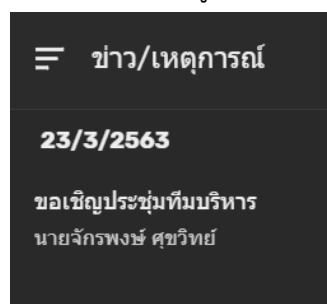 ข่าว/เหตุการณ์
23/3/2563
ขอเชิญประชุ่มทีมบริหาร
นายจักรพงษ์ ศุขวิทย์